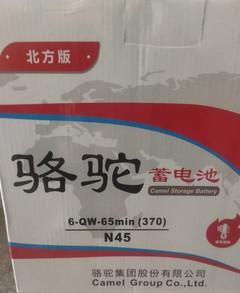 北方版
骆驼 蓄电池
Camel Storage Battery
6-QW-65min (370)
N45
骆驼集团股份有限公司
Camel Group Co.,Ltd.